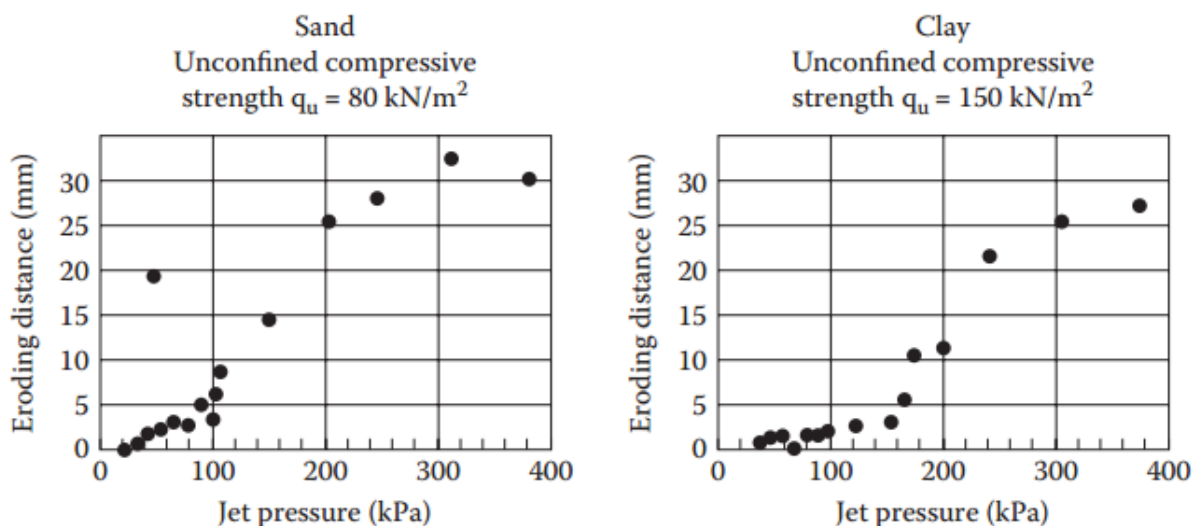 Sand
Unconfined compressive
strength qᵤ = 80 kN/m²
Eroding distance (mm)
30
25
20
15
10
5
0
0 100 200 300 400
Jet pressure (kPa)
Clay
Unconfined compressive
strength qᵤ = 150 kN/m²
Eroding distance (mm)
30
25
20
15
10
5
0
0 100 200 300 400
Jet pressure (kPa)